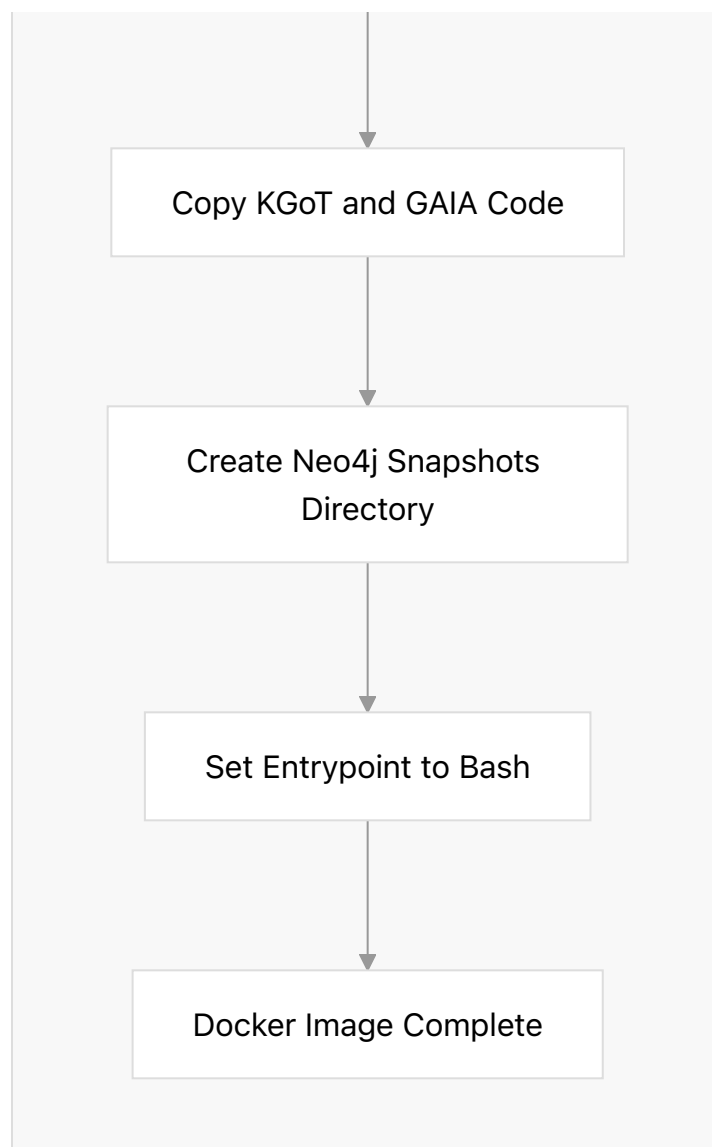 Copy KGoT and GAIA Code
Create Neo4j Snapshots
Directory
Set Entrypoint to Bash
Docker Image Complete